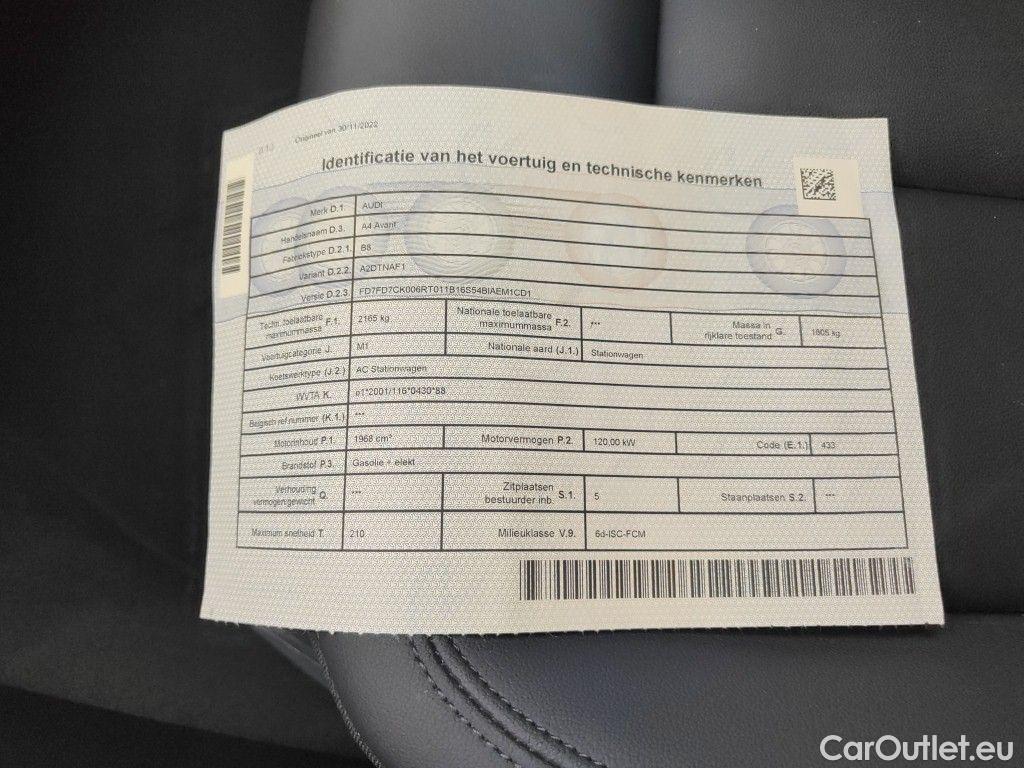 Origineel van 30/11/2022
Identificatie van het voertuig en technische kenmerken
Merk D.1. AUDI
Handelsnaam D.3. A4 Avant
Fabriekstype D.2.1. B8
Variant D.2.2. A2DTNAF1
Versie D.2.3. FD7FD7CK006RT011B16S54BIAEM1CD1
Techn. toelaatbare maximummassa F.1. 2165 kg Nationale toelaatbare maximummassa F.2. *** Massa in rijklare toestand G. 1805 kg
Voertuigcategorie J. M1 Nationale aard (J.1.) Stationwagen
Koetswerktype (J.2.) AC Stationwagen
WVTA K. e1*2001/116*0430*88
Belgisch ref.nummer (K.1.) ***
Motorinhoud P.1. 1968 cm³ Motorvermogen P.2. 120,00 kW Code (E.1.) 433
Brandstof P.3. Gasolie + elekt
Verhouding vermogen/gewicht Q. *** Zitplaatsen bestuurder inb. S.1. 5 Staanplaatsen S.2. ***
Maximum snelheid T. 210 Milieuklasse V.9. 6d-ISC-FCM
CarOutlet.eu